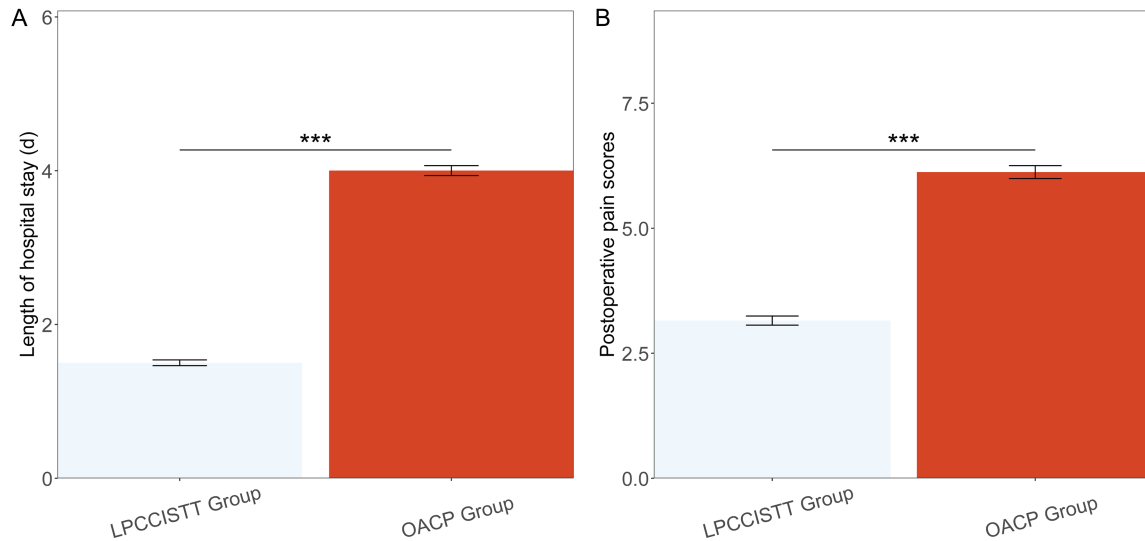 A
Length of hospital stay (d)
6
4
2
0
***
LPCCISTT Group
OACP Group
B
Postoperative pain scores
7.5
5.0
2.5
0.0
***
LPCCISTT Group
OACP Group